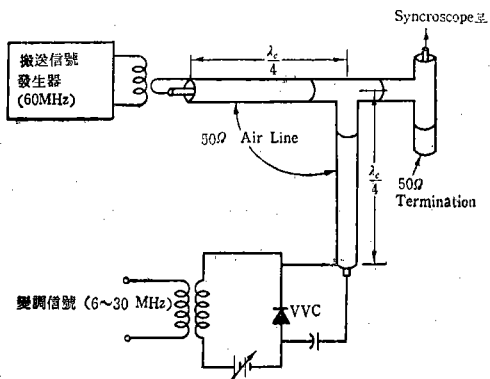 Syncroscope로
搬送信號
發生器
(60MHz)
λc/4
50Ω Air Line
λc/4
50Ω
Termination
變調信號 (6~30 MHz)
VVC